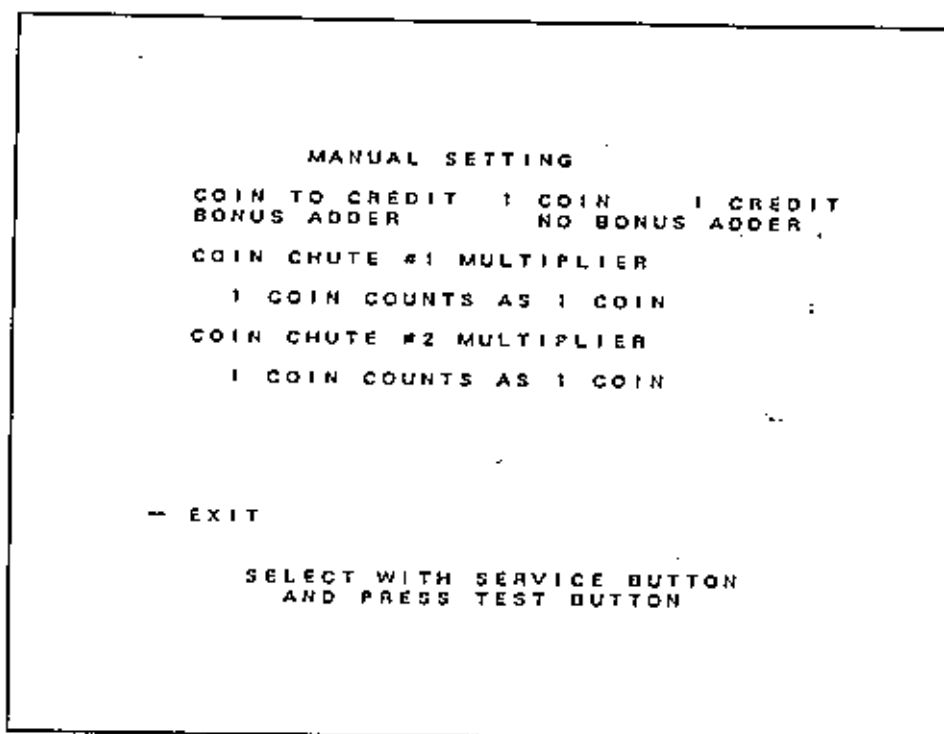 MANUAL SETTING
COIN TO CREDIT 1 COIN 1 CREDIT
BONUS ADDER NO BONUS ADDER
COIN CHUTE #1 MULTIPLIER
1 COIN COUNTS AS 1 COIN
COIN CHUTE #2 MULTIPLIER
1 COIN COUNTS AS 1 COIN
— EXIT
SELECT WITH SERVICE BUTTON
AND PRESS TEST BUTTON